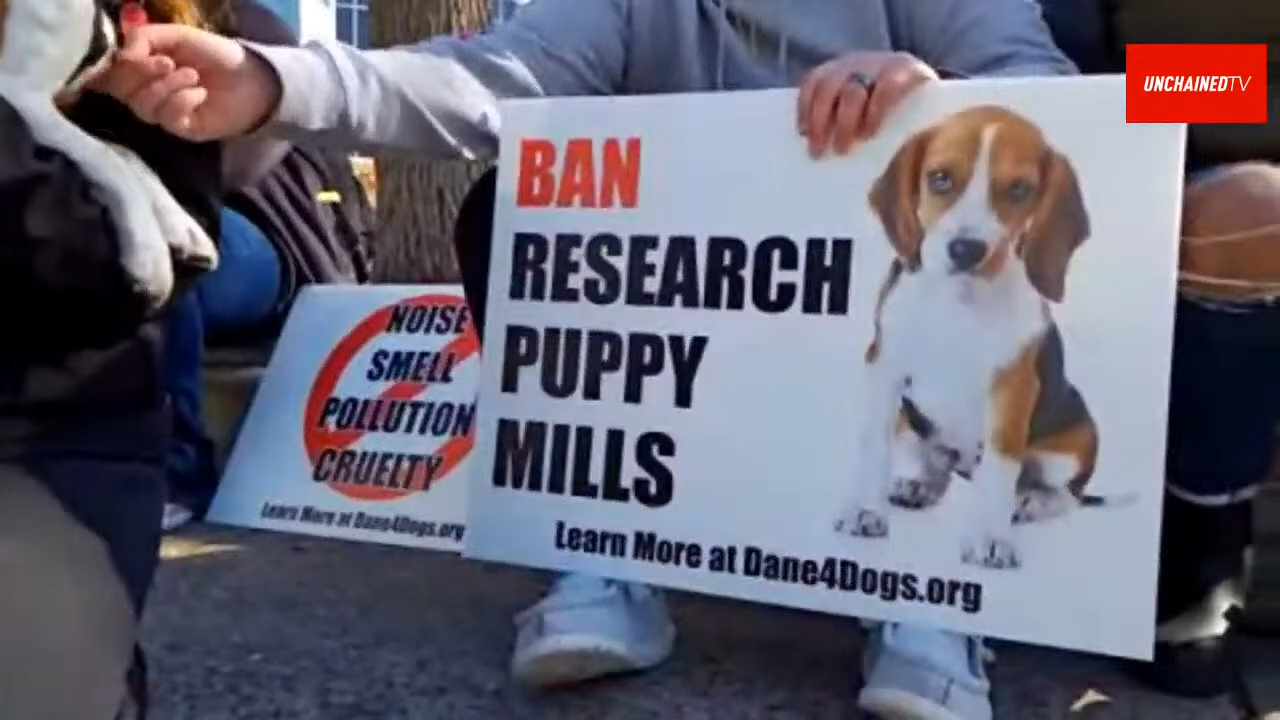 UNCHAINEDTV
BAN
RESEARCH
PUPPY
MILLS
Learn More at Dane4Dogs.org
NOISE
SMELL
POLLUTION
CRUELTY
Learn More at Dane4Dogs.org